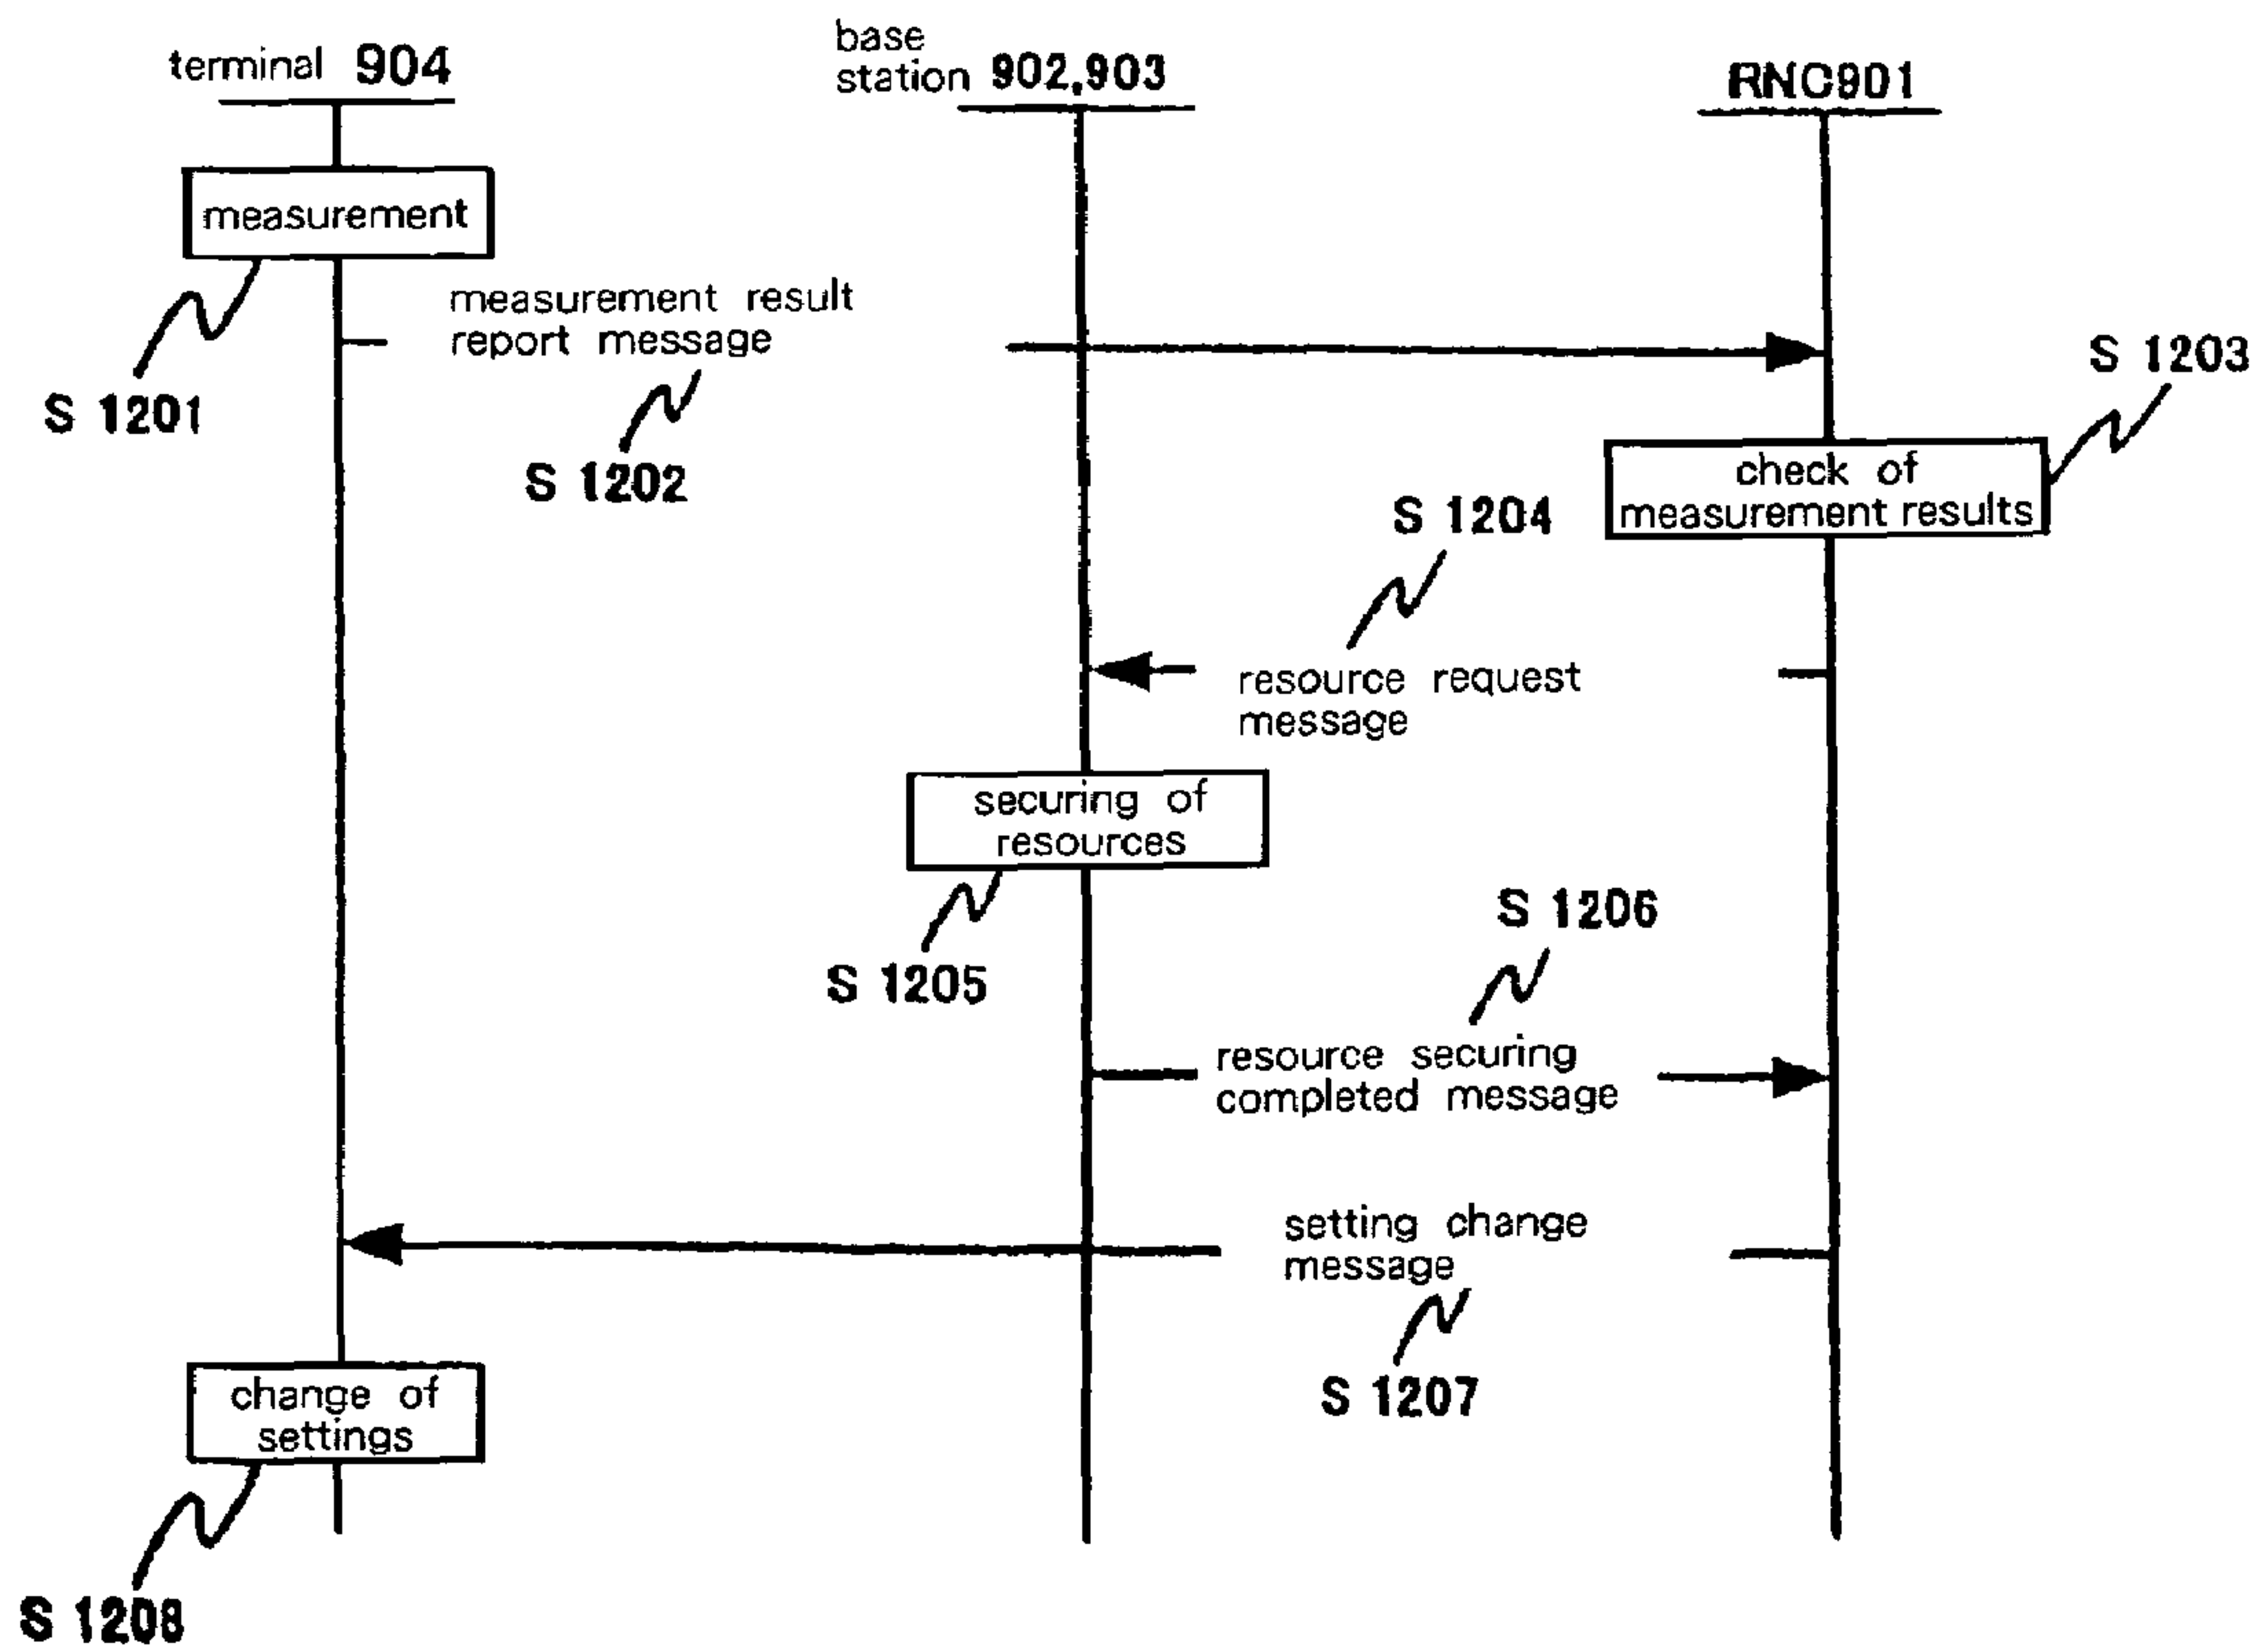 terminal 904
base
station 902,903
RNC901
measurement
measurement result
report message
S 1201
S 1202
S 1203
check of
measurement results
S 1204
resource request
message
securing of
resources
S 1205
S 1206
resource securing
completed message
setting change
message
S 1207
change of
settings
S 1208